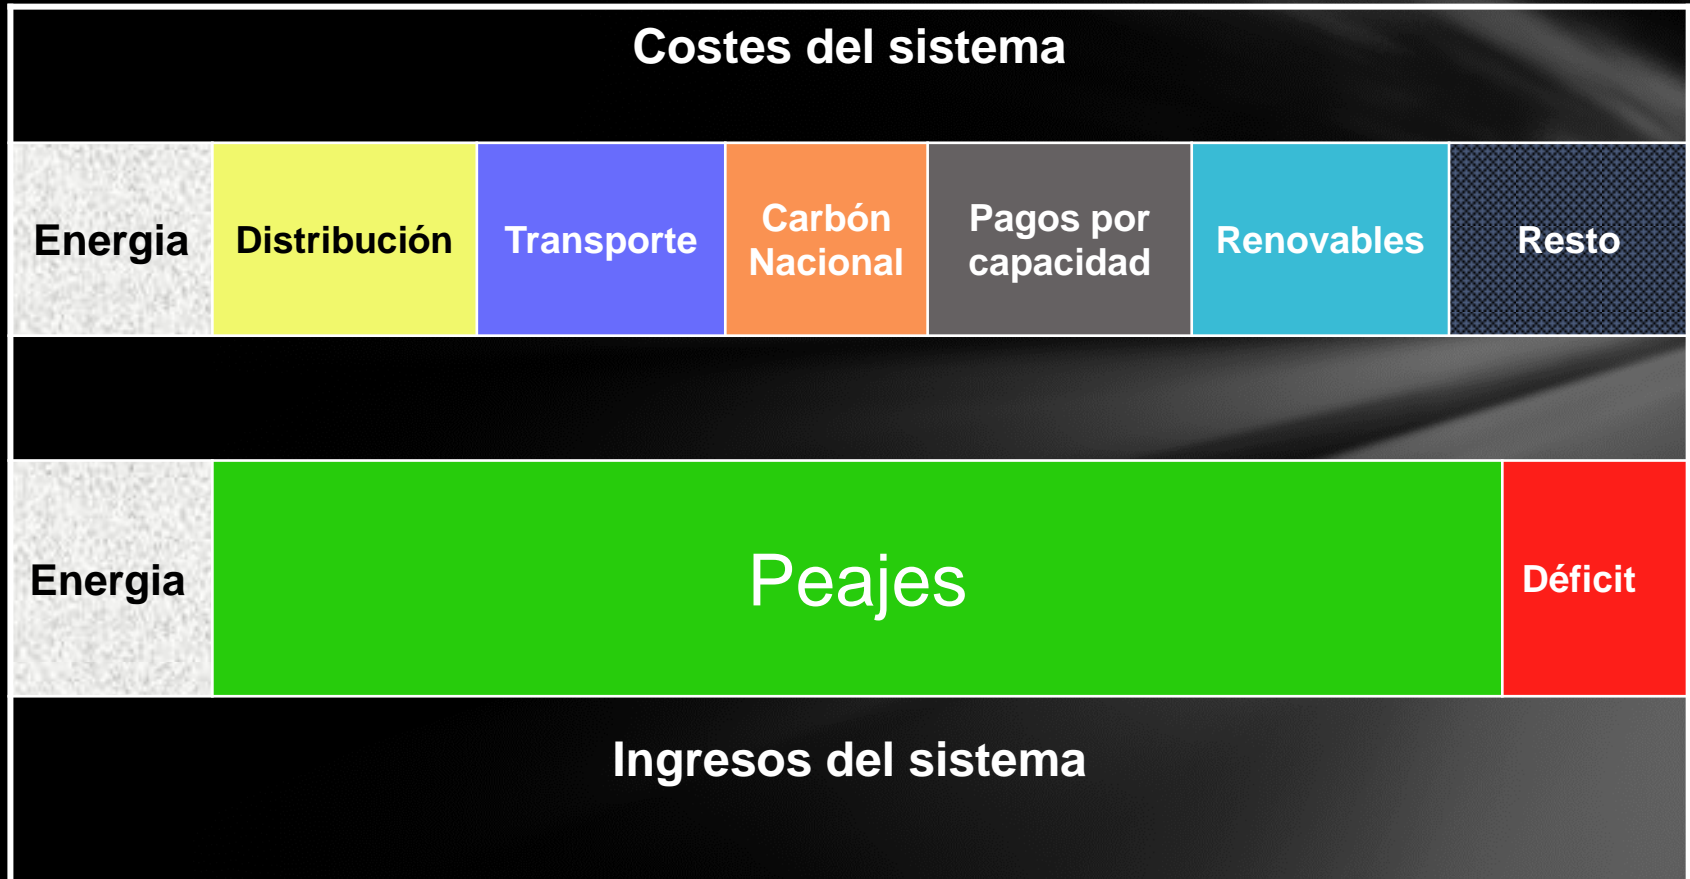 Costes del sistema
Energia
Distribución
Transporte
Carbón
Nacional
Pagos por
capacidad
Renovables
Resto
Energia
Peajes
Déficit
Ingresos del sistema